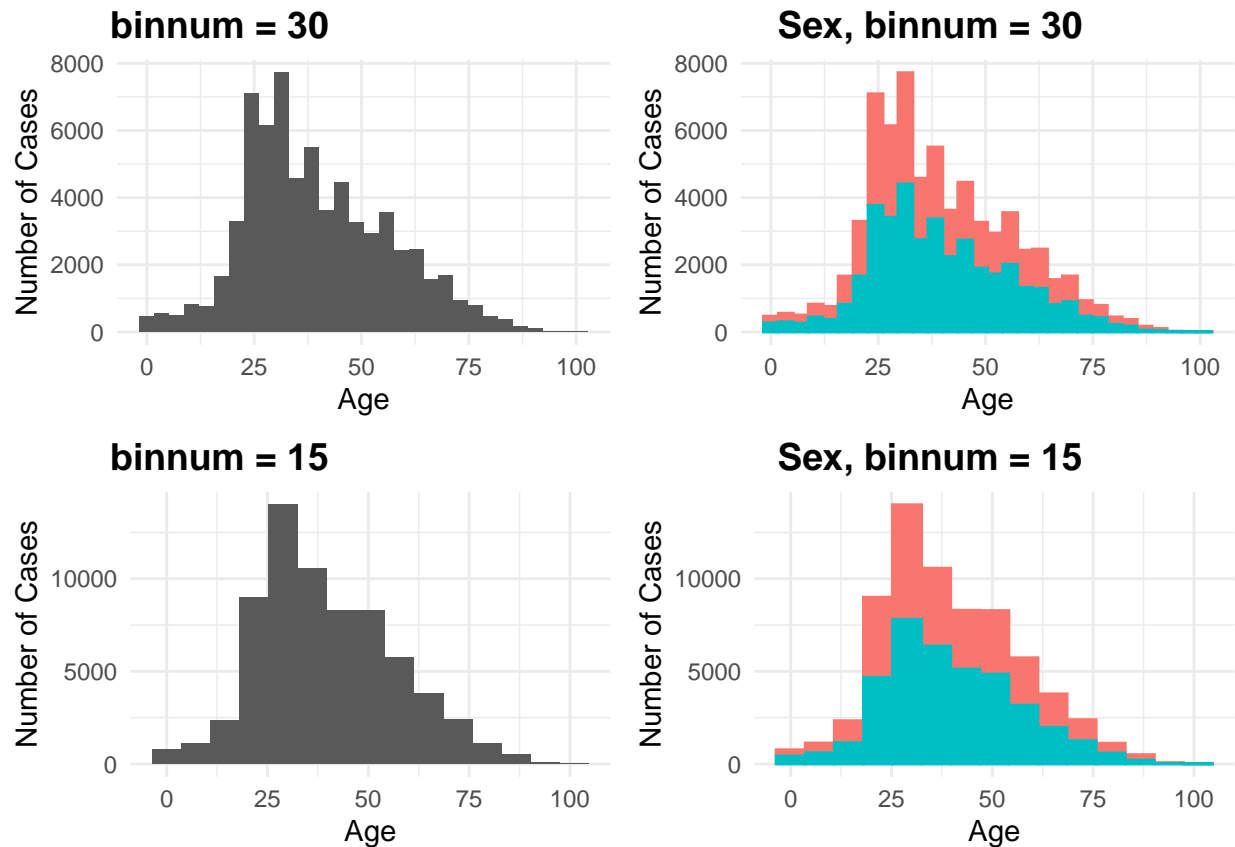 binnum = 30
Number of Cases
8000
6000
4000
2000
0
0 25 50 75 100
Age
Sex, binnum = 30
Number of Cases
8000
6000
4000
2000
0
0 25 50 75 100
Age
binnum = 15
Number of Cases
10000
5000
0
0 25 50 75 100
Age
Sex, binnum = 15
Number of Cases
10000
5000
0
0 25 50 75 100
Age